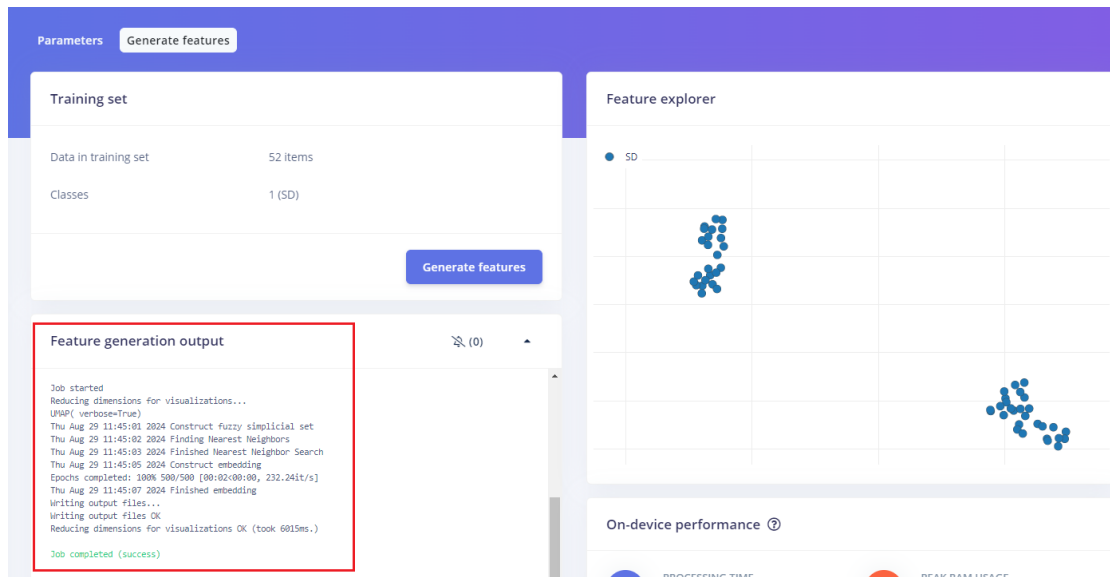 Parameters
Generate features
Training set
Data in training set 52 items
Classes 1 (SD)
Generate features
Feature generation output
(0)
Job started
Reducing dimensions for visualizations...
UMAP( verbose=True)
Thu Aug 29 11:45:01 2024 Construct fuzzy simplicial set
Thu Aug 29 11:45:02 2024 Finding Nearest Neighbors
Thu Aug 29 11:45:03 2024 Finished Nearest Neighbor Search
Thu Aug 29 11:45:05 2024 Construct embedding
Epochs completed: 100% 500/500 [00:02<00:00, 232.24it/s]
Thu Aug 29 11:45:07 2024 Finished embedding
Writing output files...
Writing output files OK
Reducing dimensions for visualizations OK (took 6015ms.)
Job completed (success)
Feature explorer
SD
On-device performance ?
PROCESSING TIME
PEAK RAM USAGE